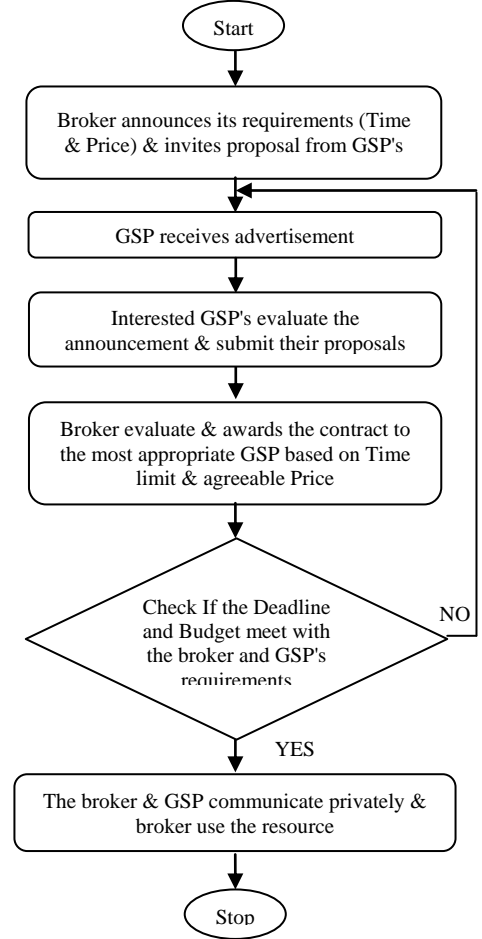 Start
Broker announces its requirements (Time
& Price) & invites proposal from GSP's
GSP receives advertisement
Interested GSP's evaluate the
announcement & submit their proposals
Broker evaluate & awards the contract to
the most appropriate GSP based on Time
limit & agreeable Price
Check If the Deadline
and Budget meet with
the broker and GSP's
requirements
NO
YES
The broker & GSP communicate privately &
broker use the resource
Stop